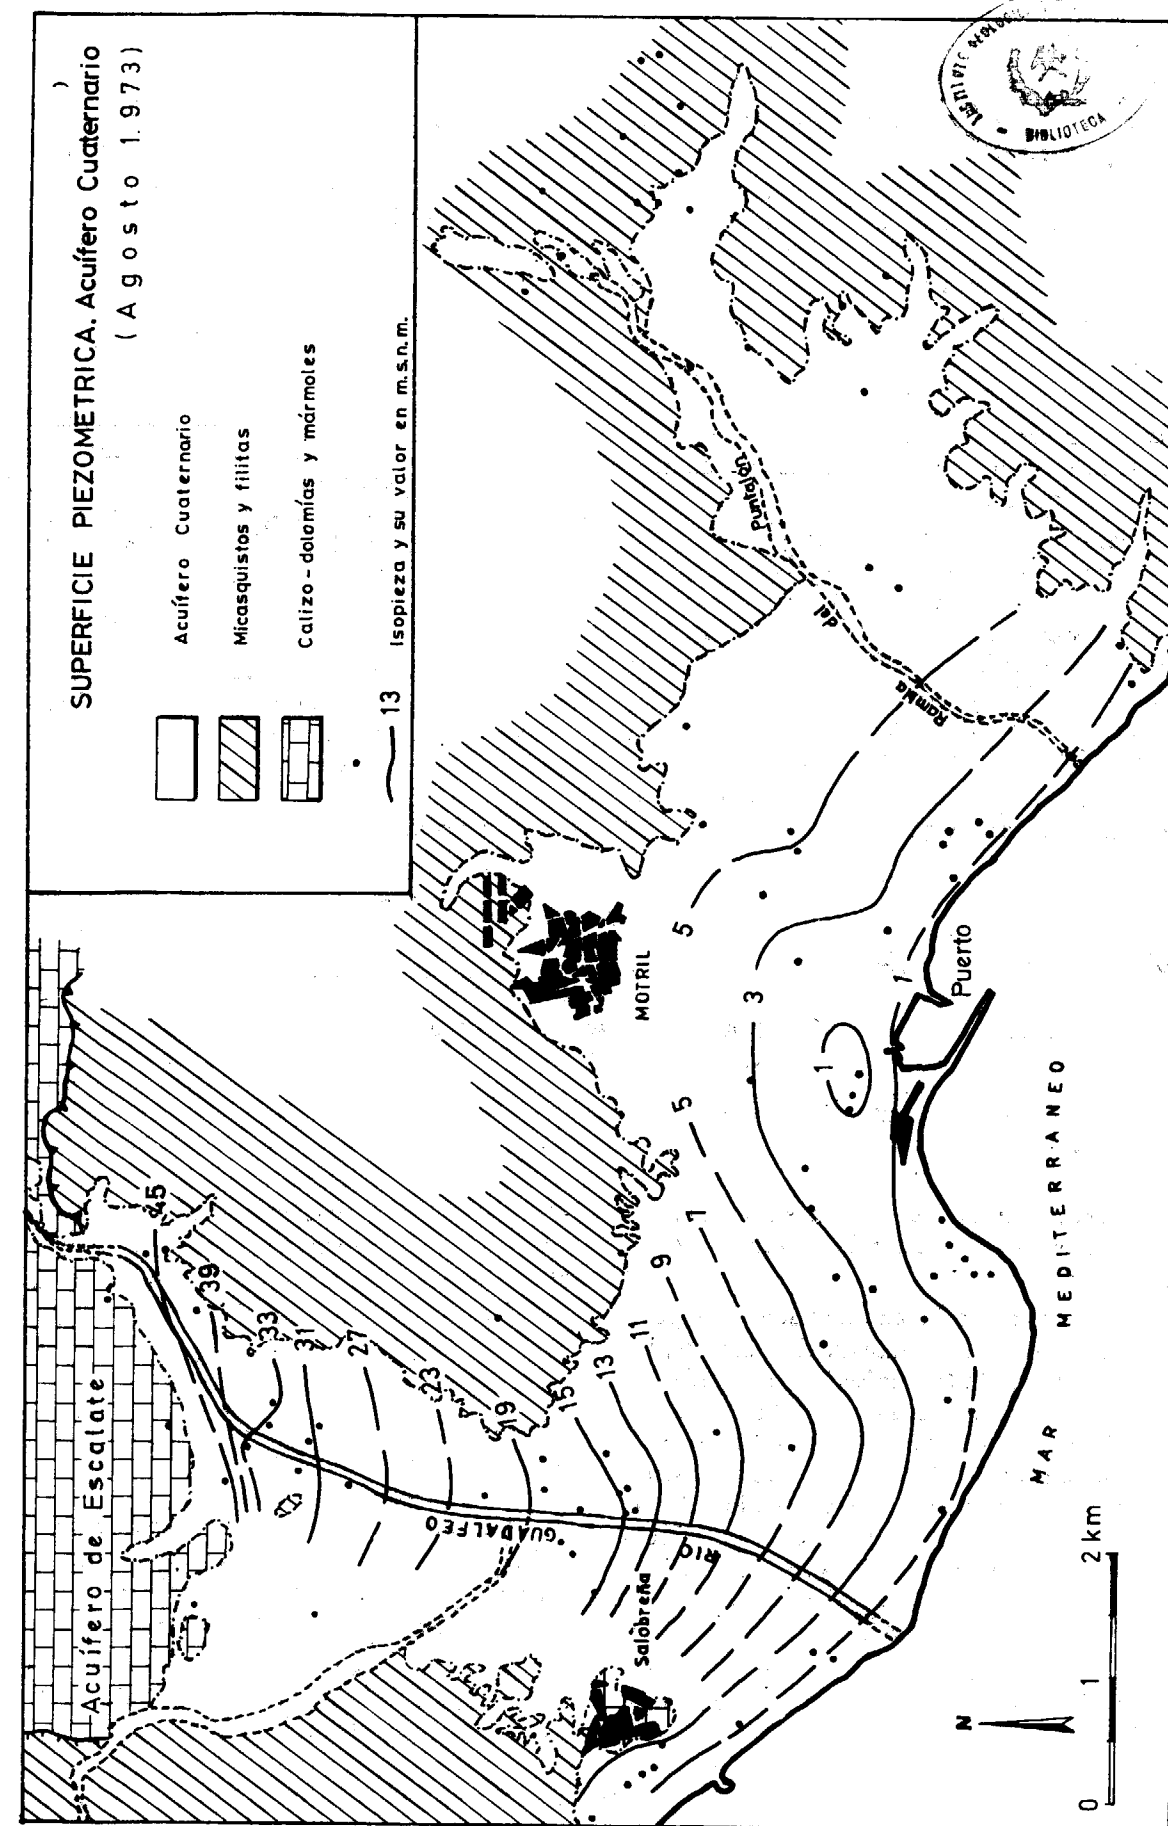 SUPERFICIE PIEZOMETRICA. Acuífero Cuaternario
(Agosto 1.973)
Acuífero Cuaternario
Micasquistos y filitas
Calizo-dolomías y mármoles
13
Isopieza y su valor en m.s.n.m.
BIBLIOTECA
Acuífero de Escalate
45
39
33
31
27
23
19
15
13
11
9
7
5
3
5
1
1
MOTRIL
Salobreña
RIO
GUADALFEO
Rambla
del
Puntalón
Puerto
MAR MEDITERRANEO
N
0
1
2 km